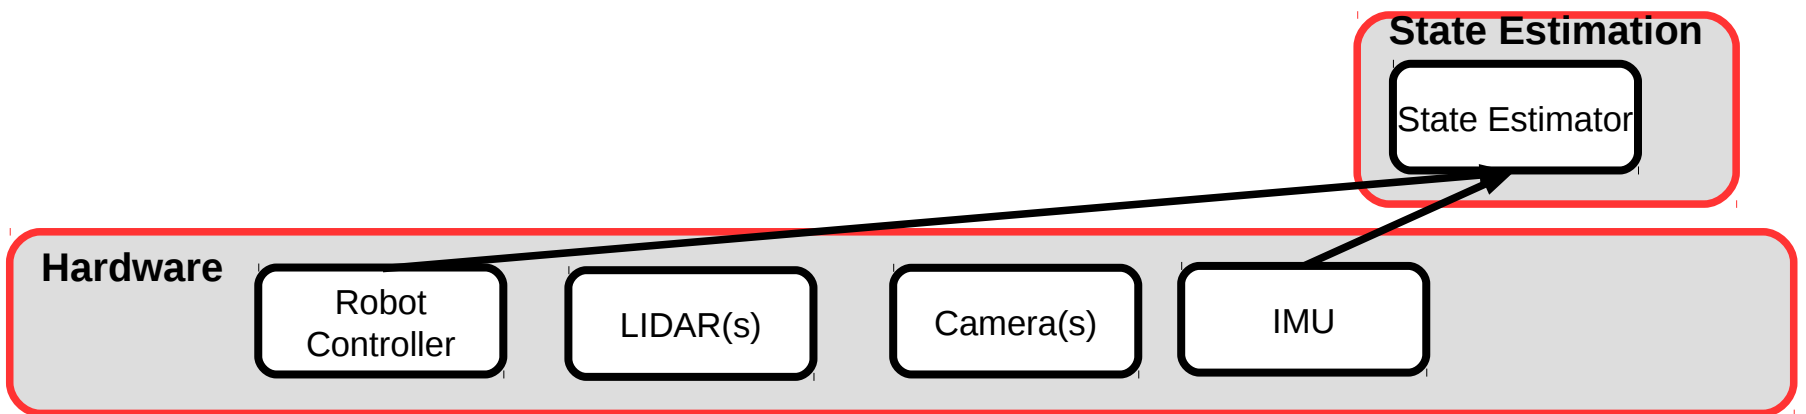 State Estimation
State Estimator
Hardware
Robot
Controller
LIDAR(s)
Camera(s)
IMU